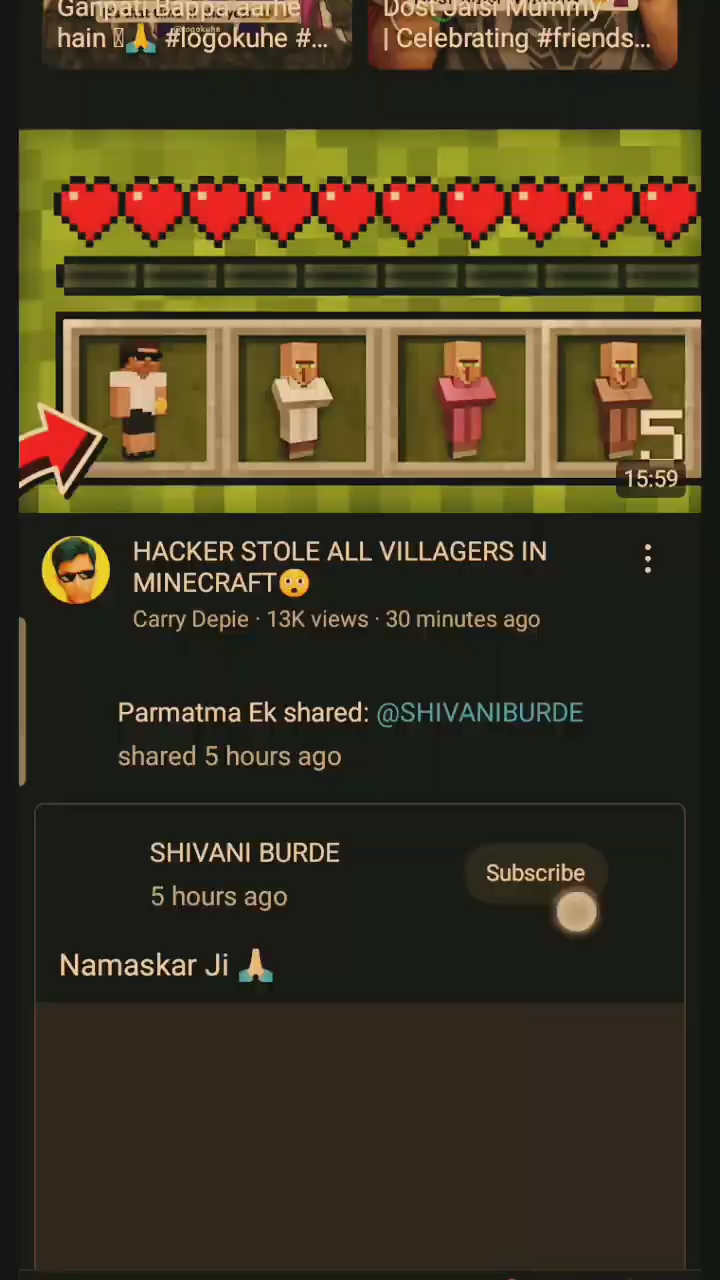 Ganpati Bappa aarhe
hain 🙏 #logokuhe #...
Dost Jaisi Mummy
| Celebrating #friends...
5
15:59
HACKER STOLE ALL VILLAGERS IN
MINECRAFT😳
Carry Depie · 13K views · 30 minutes ago
Parmatma Ek shared: @SHIVANIBURDE
shared 5 hours ago
SHIVANI BURDE
5 hours ago
Subscribe
Namaskar Ji 🙏